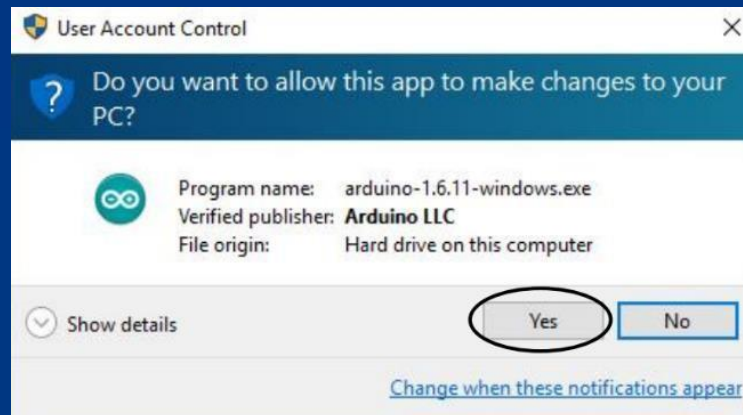 User Account Control
Do you want to allow this app to make changes to your
PC?
Program name: arduino-1.6.11-windows.exe
Verified publisher: Arduino LLC
File origin: Hard drive on this computer
Show details
Yes
No
Change when these notifications appear